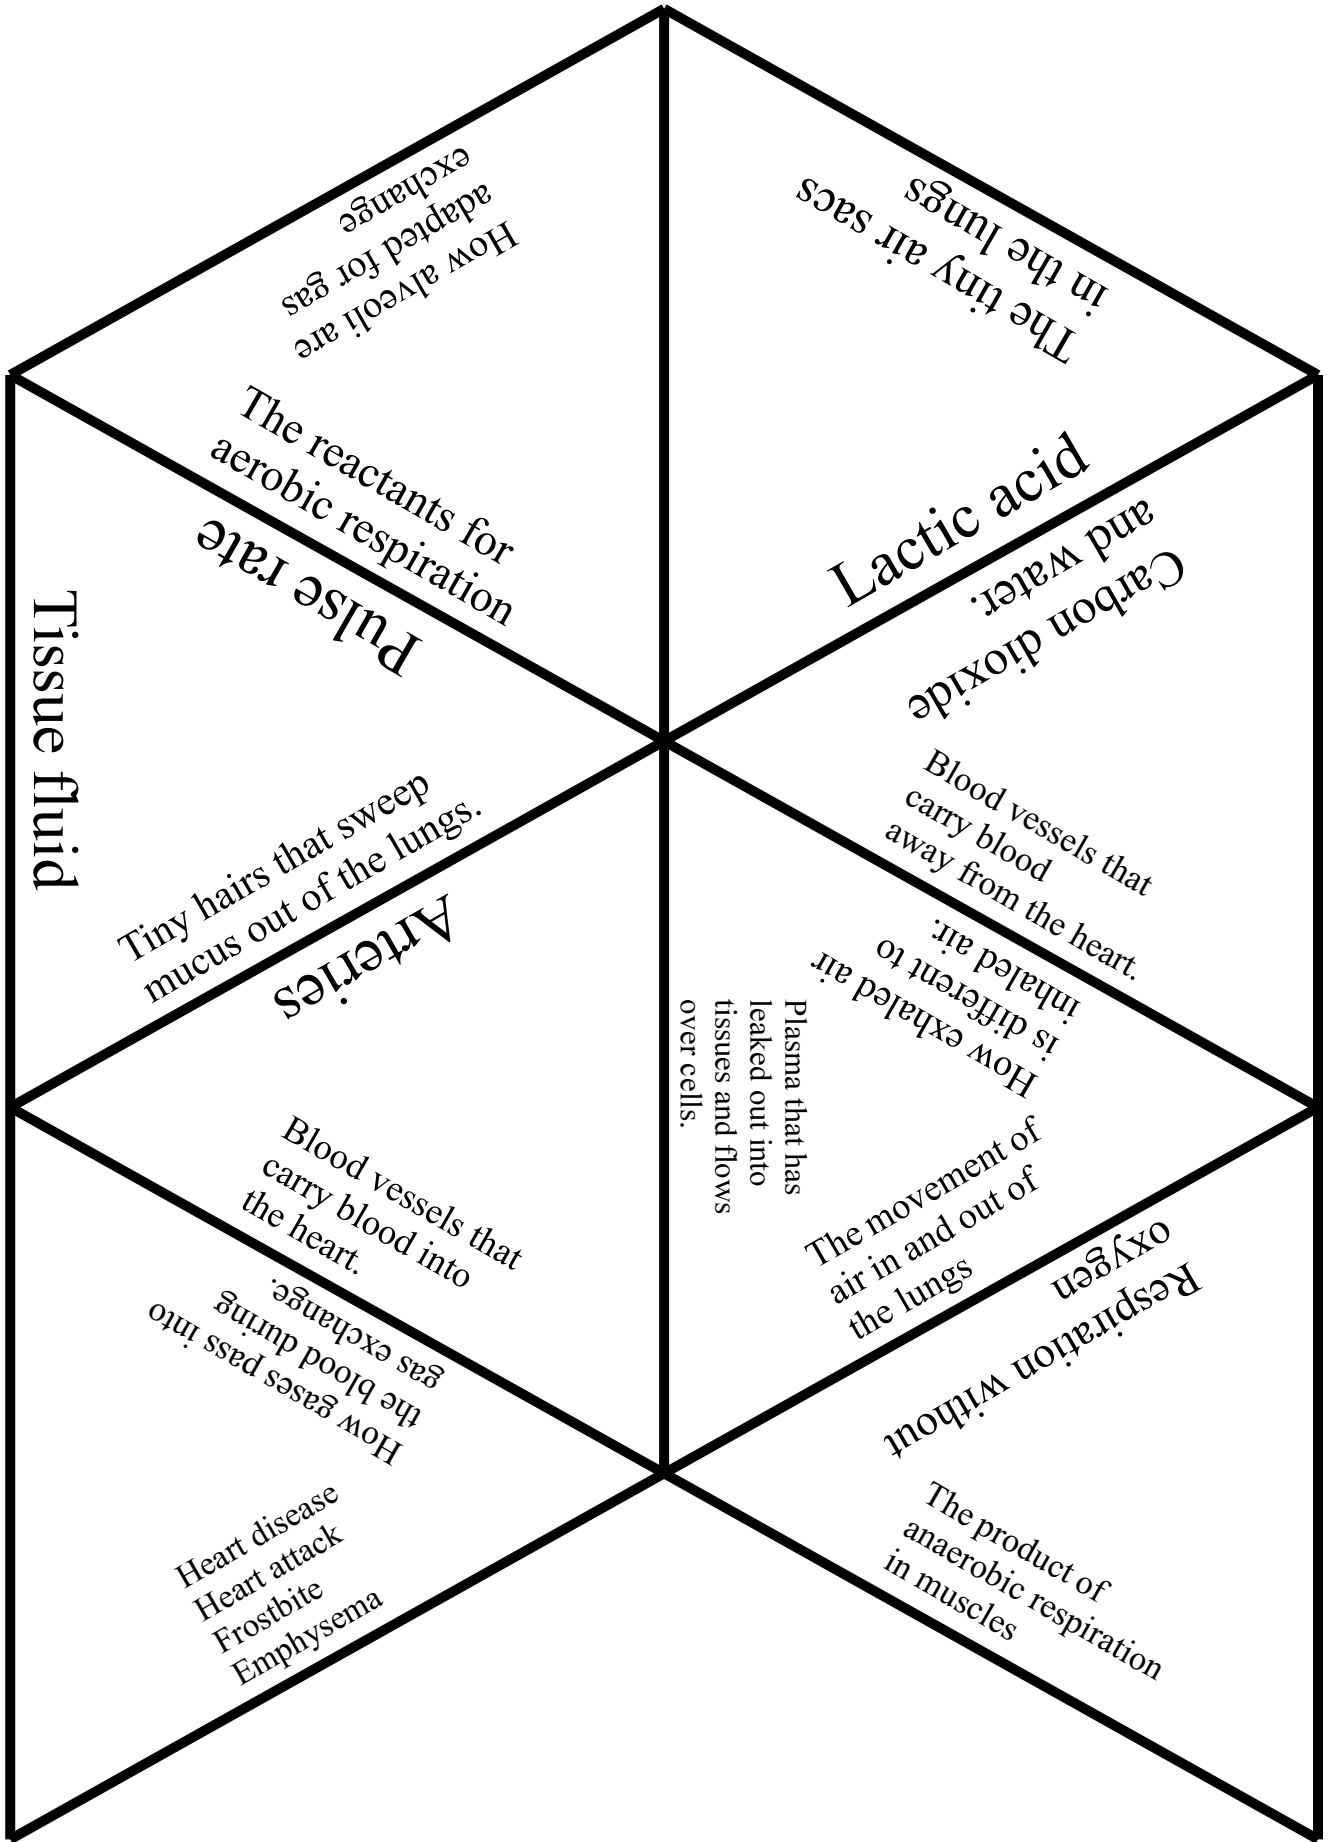 How alveoli are
adapted for gas
exchange
The tiny air sacs
in the lungs
The reactants for
aerobic respiration
Lactic acid
Pulse rate
Carbon dioxide
and water.
Tissue fluid
Tiny hairs that sweep
mucus out of the lungs.
Blood vessels that
carry blood
away from the heart.
Arteries
How exhaled air
is different to
inhaled air.
Plasma that has
leaked out into
tissues and flows
over cells.
Blood vessels that
carry blood into
the heart.
The movement of
air in and out of
the lungs
How gases pass into
the blood during
gas exchange.
Respiration without
oxygen
Heart disease
Heart attack
Frostbite
Emphysema
The product of
anaerobic respiration
in muscles